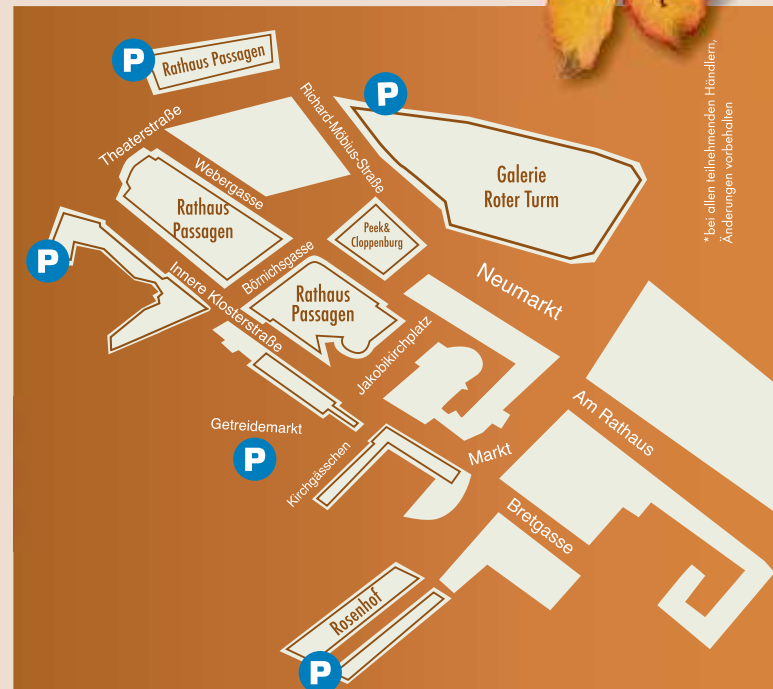 P
Rathaus Passagen
P
*bei allen teilnehmenden Händlern,
Änderungen vorbehalten
Theaterstraße
Richard-Möbius-Straße
Webergasse
Galerie
Roter Turm
Rathaus
Passagen
Peek&
Cloppenburg
P
Innere Klosterstraße
Börnichsgasse
Neumarkt
Rathaus
Passagen
Jakobikirchplatz
Am Rathaus
Getreidemarkt
P
Kirchgässchen
Markt
Bretgasse
Rosenhof
P